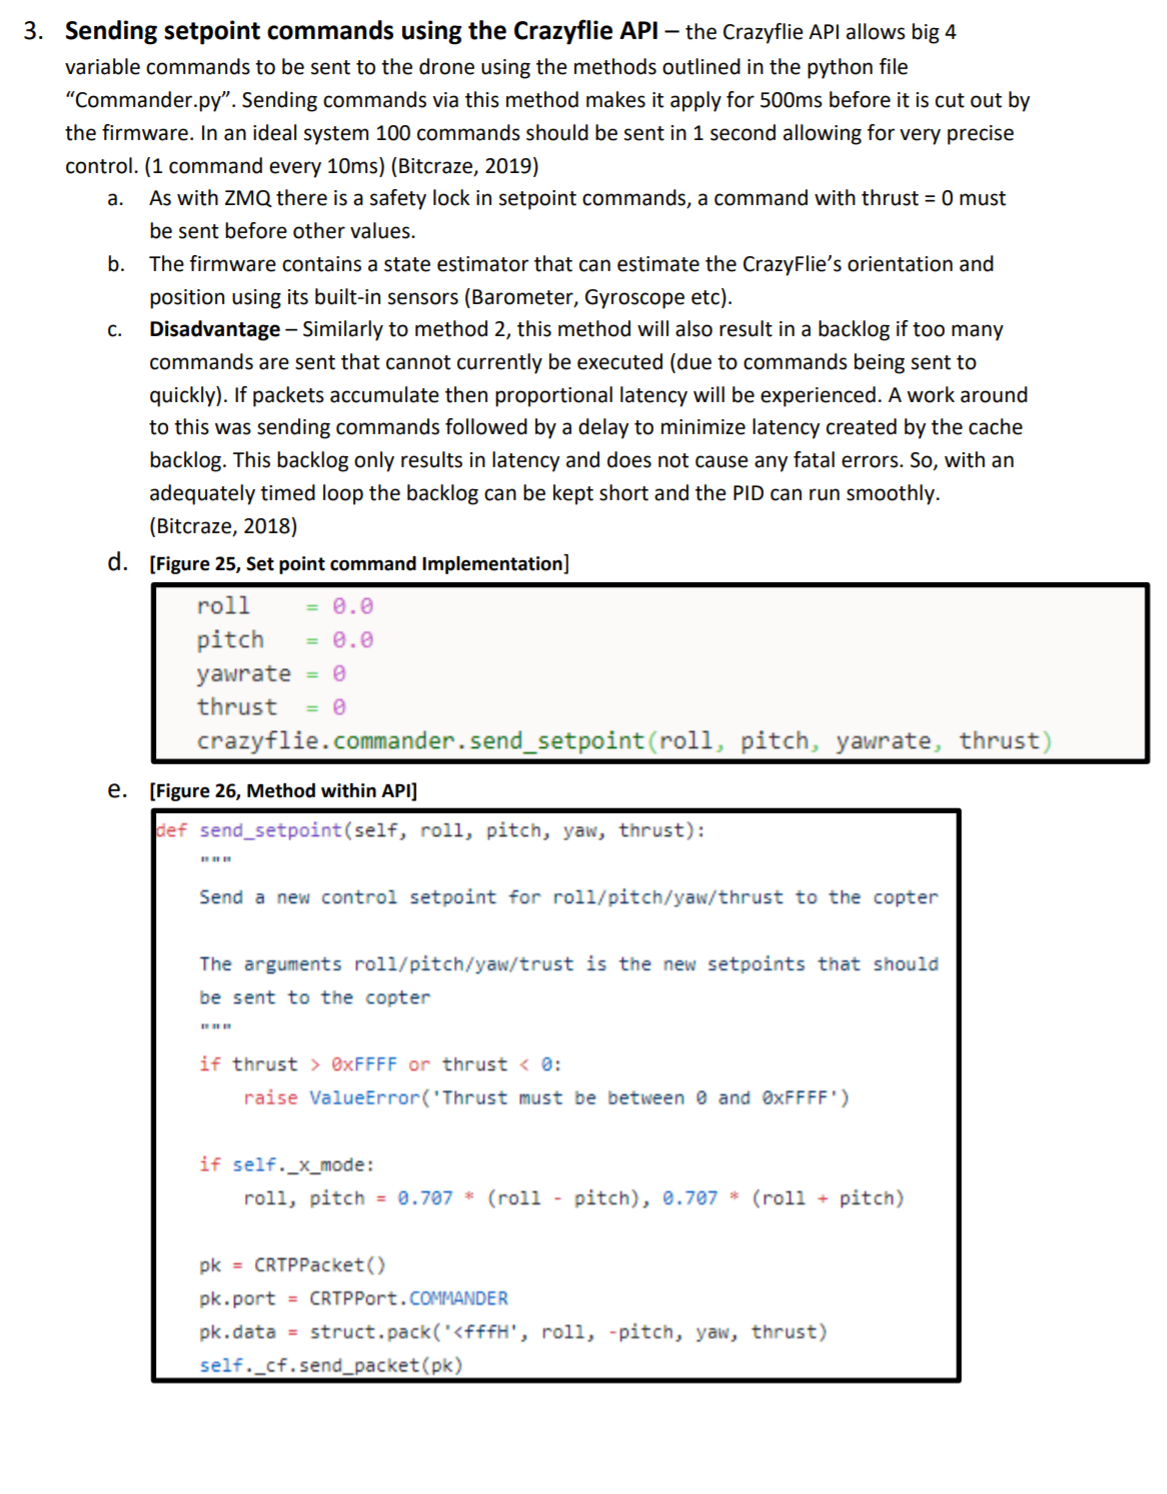 3. Sending setpoint commands using the Crazyflie API – the Crazyflie API allows big 4
variable commands to be sent to the drone using the methods outlined in the python file
“Commander.py”. Sending commands via this method makes it apply for 500ms before it is cut out by
the firmware. In an ideal system 100 commands should be sent in 1 second allowing for very precise
control. (1 command every 10ms) (Bitcraze, 2019)
a. As with ZMQ there is a safety lock in setpoint commands, a command with thrust = 0 must
be sent before other values.
b. The firmware contains a state estimator that can estimate the CrazyFlie’s orientation and
position using its built-in sensors (Barometer, Gyroscope etc).
c. Disadvantage – Similarly to method 2, this method will also result in a backlog if too many
commands are sent that cannot currently be executed (due to commands being sent to
quickly). If packets accumulate then proportional latency will be experienced. A work around
to this was sending commands followed by a delay to minimize latency created by the cache
backlog. This backlog only results in latency and does not cause any fatal errors. So, with an
adequately timed loop the backlog can be kept short and the PID can run smoothly.
(Bitcraze, 2018)
d. [Figure 25, Set point command Implementation]
roll = 0.0
pitch = 0.0
yawrate = 0
thrust = 0
crazyflie.commander.send_setpoint(roll, pitch, yawrate, thrust)
e. [Figure 26, Method within API]
def send_setpoint(self, roll, pitch, yaw, thrust):
"""
Send a new control setpoint for roll/pitch/yaw/thrust to the copter
The arguments roll/pitch/yaw/trust is the new setpoints that should
be sent to the copter
"""
if thrust > 0xFFFF or thrust < 0:
raise ValueError('Thrust must be between 0 and 0xFFFF')
if self._x_mode:
roll, pitch = 0.707 * (roll - pitch), 0.707 * (roll + pitch)
pk = CRTPPacket()
pk.port = CRTPPort.COMMANDER
pk.data = struct.pack('<fffH', roll, -pitch, yaw, thrust)
self._cf.send_packet(pk)